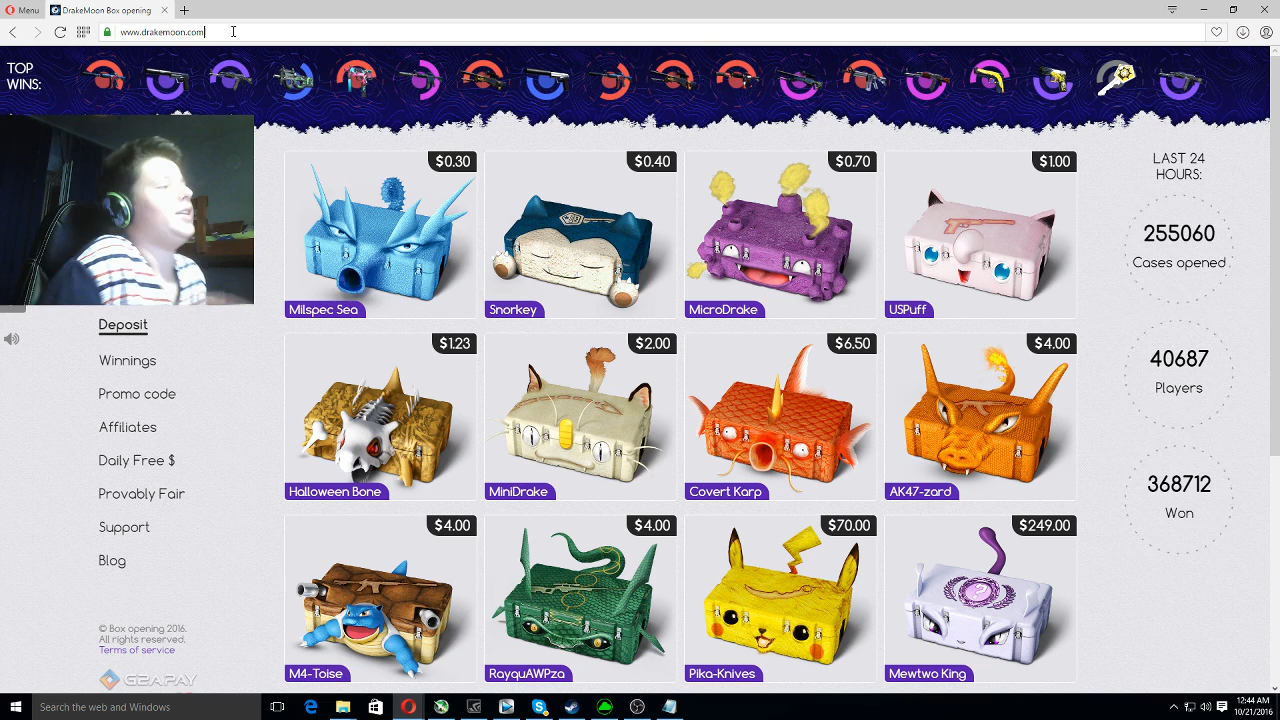 Menu
DrakeMoon Box opening
www.drakemoon.com
TOP
WINS:
$0.30
Milspec Sea
$0.40
Snorkey
$0.70
MicroDrake
$1.00
USPuff
$1.23
Halloween Bone
$2.00
MiniDrake
$6.50
Covert Karp
$4.00
AK47-zard
$4.00
M4-Toise
$4.00
RayquAWPza
$70.00
Pika-Knives
$249.00
Mewtwo King
LAST 24
HOURS:
255060
Cases opened
40687
Players
368712
Won
Deposit
Winnings
Promo code
Affiliates
Daily Free $
Provably Fair
Support
Blog
© Box opening 2016.
All rights reserved.
Terms of service
G2A PAY
Search the web and Windows
12:44 AM
10/21/2016